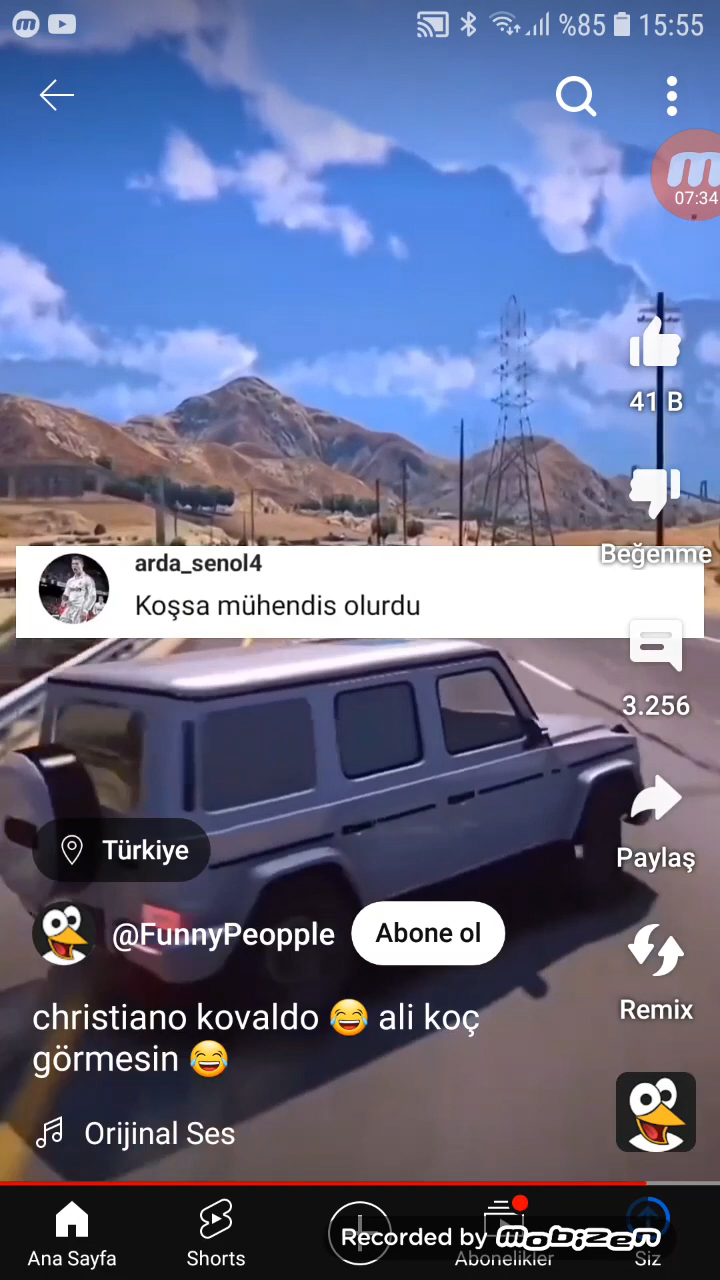 %85 15:55
07:34
41 B
arda_senol4
Koşsa mühendis olurdu
Beğenme
3.256
Türkiye
Paylaş
@FunnyPeopple
Abone ol
christiano kovaldo 😂 ali koç
görmesin 😂
Remix
Orijinal Ses
Recorded by mobizen
Ana Sayfa
Shorts
Abonelikler
Siz